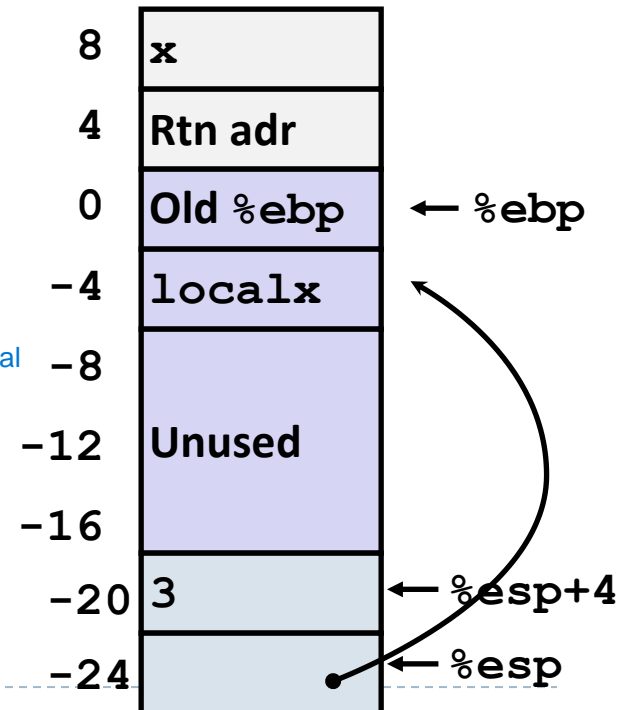 8 x
4 Rtn adr
0 Old %ebp ← %ebp
-4 localx
al -8
-12 Unused
-16
-20 3 ← %esp+4
-24 ← %esp